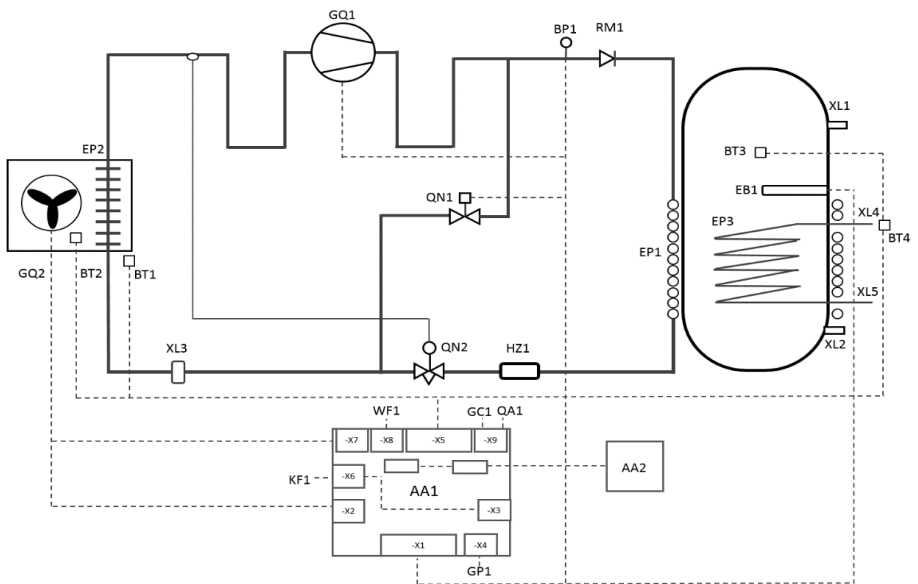 GQ1
BP1
RM1
XL1
EP2
BT3
QN1
EB1
XL4
EP3
BT4
EP1
GQ2
BT2
BT1
XL5
XL3
QN2
HZ1
XL2
WF1
GC1
QA1
-X7
-X8
-X5
-X9
KF1
-X6
AA1
AA2
-X2
-X3
-X1
-X4
GP1